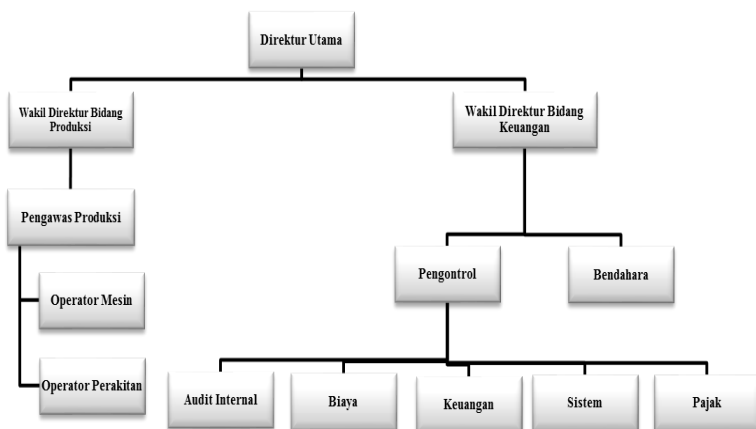 Direktur Utama
Wakil Direktur Bidang
Produksi
Wakil Direktur Bidang
Keuangan
Pengawas Produksi
Pengontrol
Bendahara
Operator Mesin
Operator Perakitan
Audit Internal
Biaya
Keuangan
Sistem
Pajak